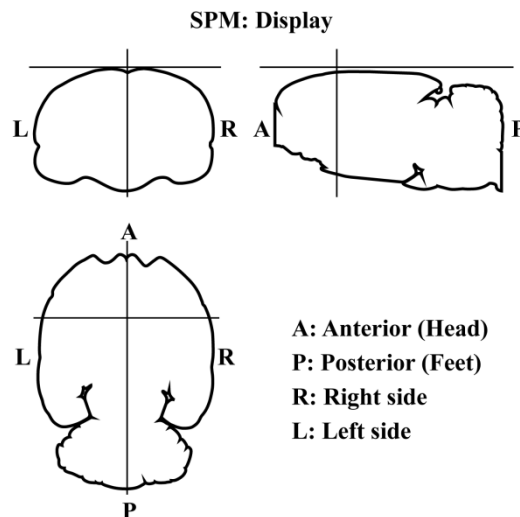 SPM: Display
L
R
A
P
A
L
R
P
A: Anterior (Head)
P: Posterior (Feet)
R: Right side
L: Left side